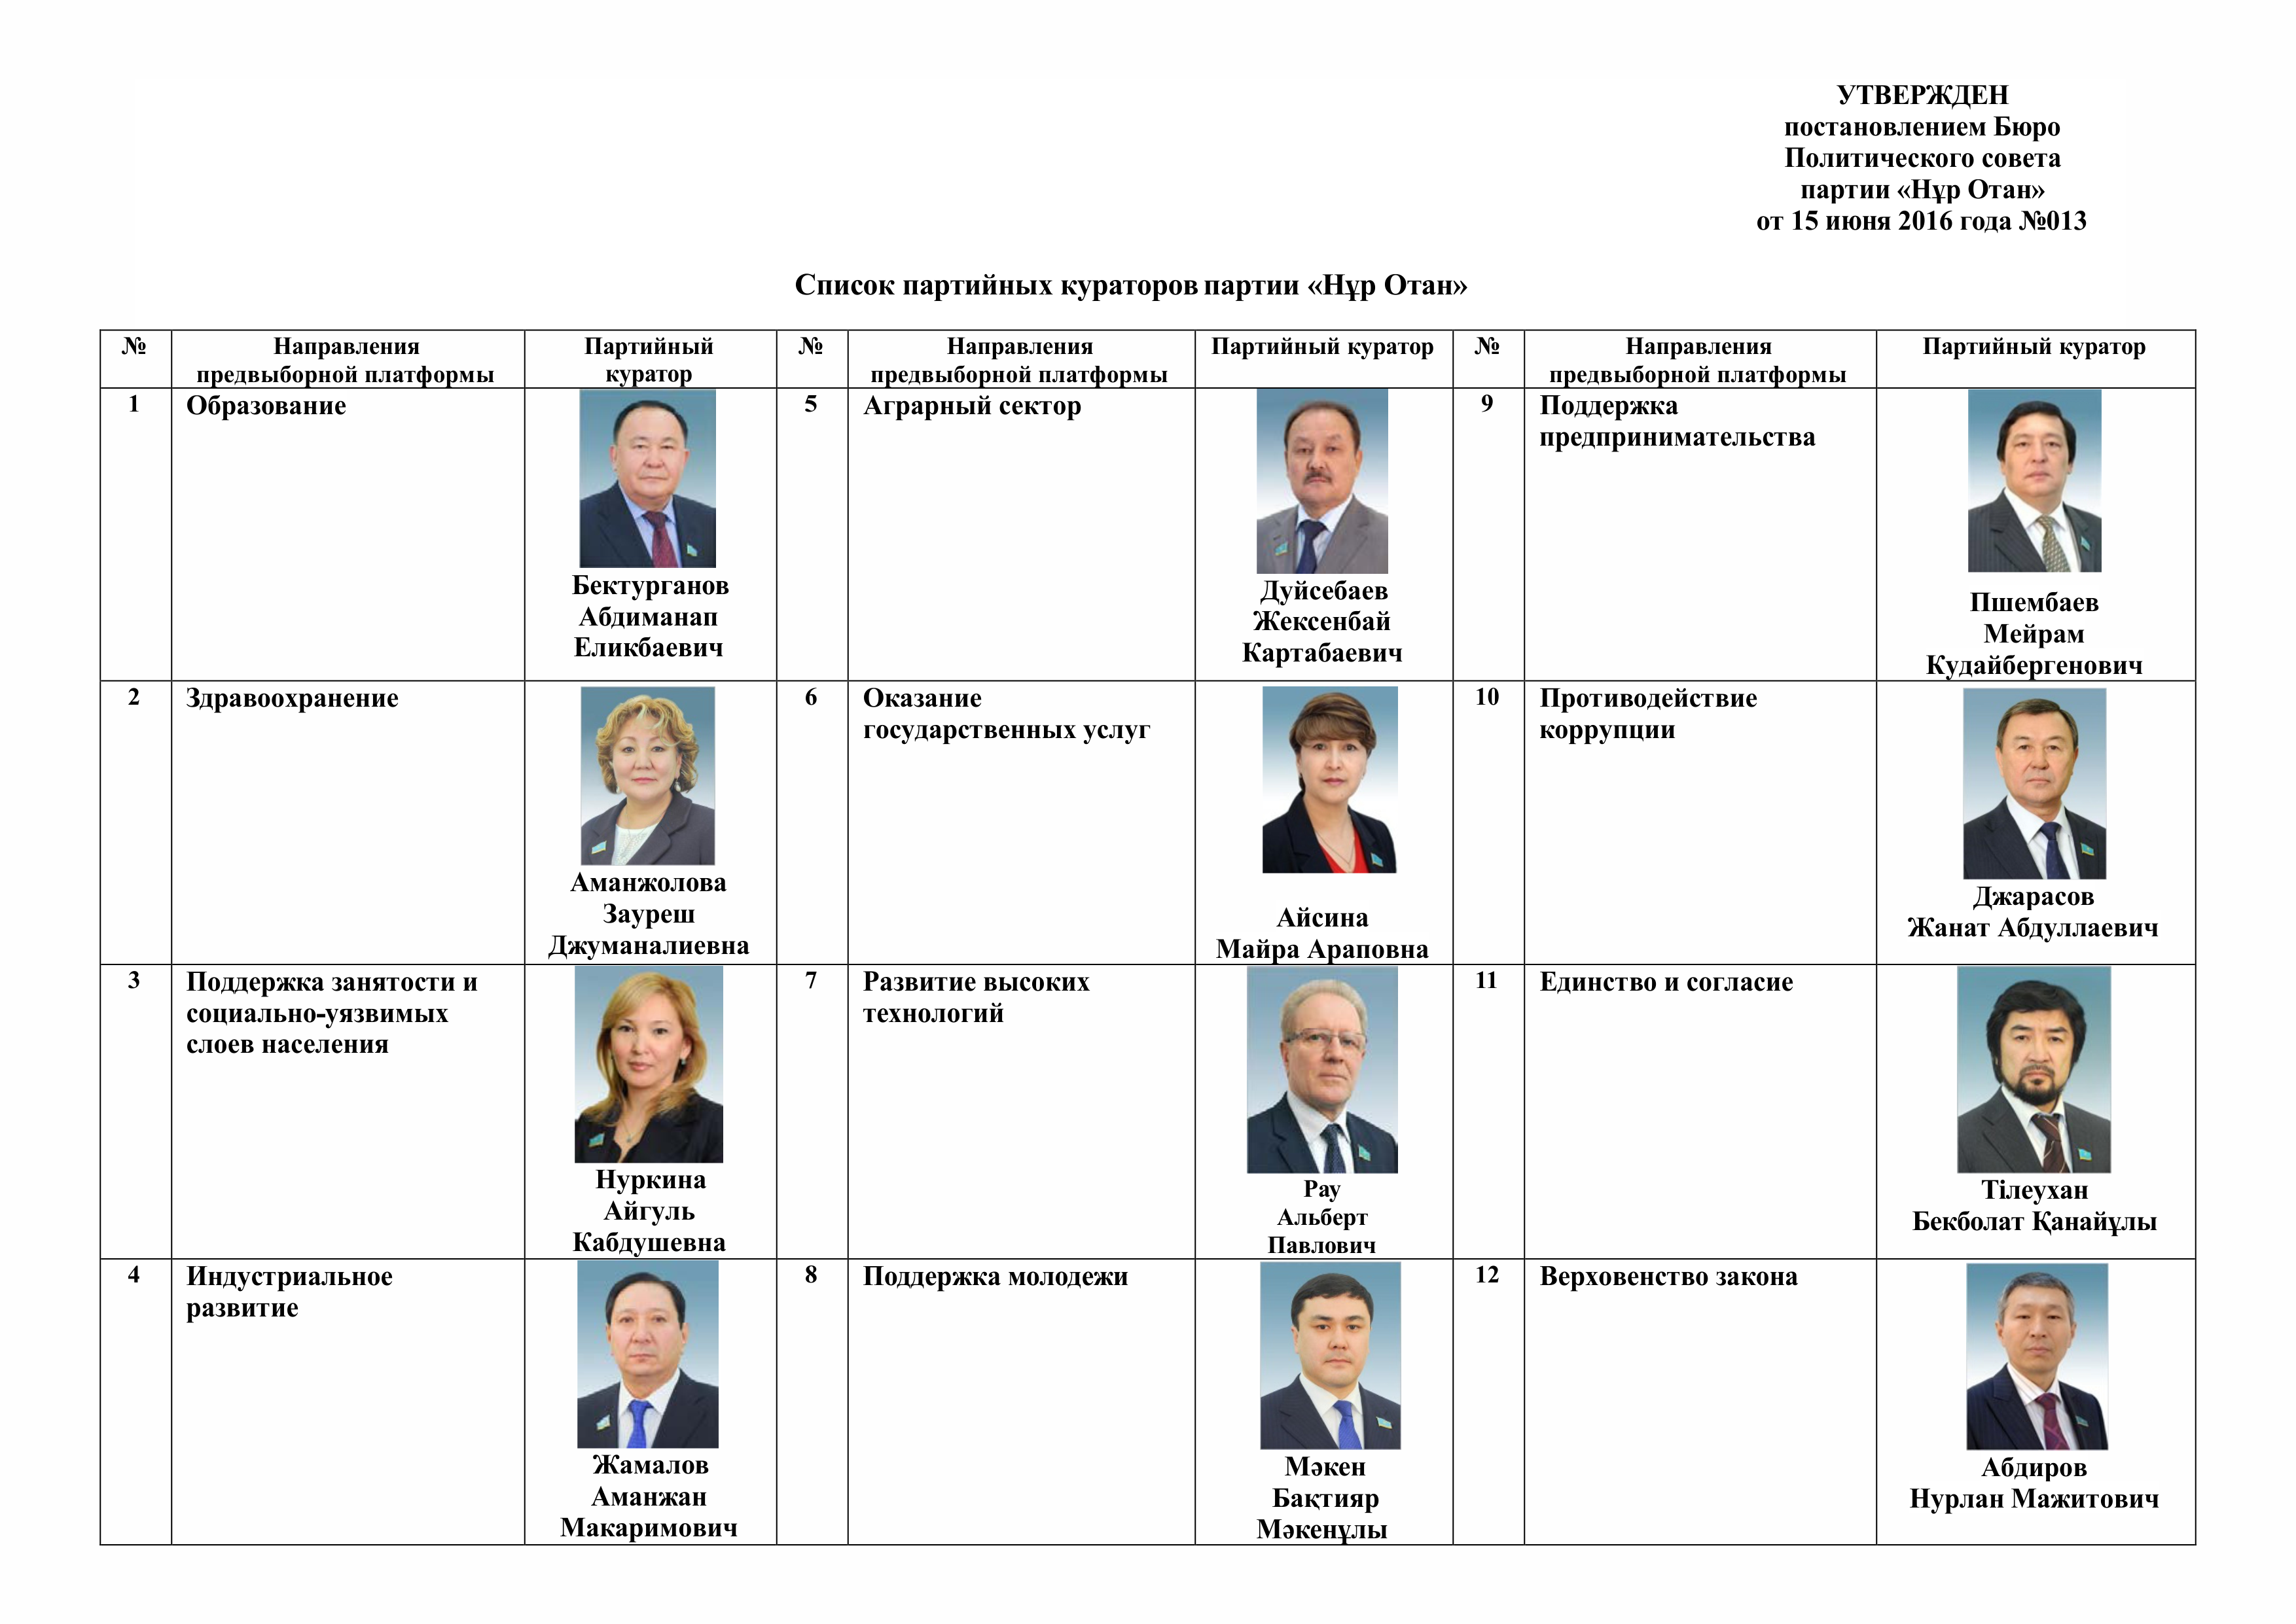 УТВЕРЖДЕН
постановлением Бюро
Политического совета
партии «Нұр Отан»
от 15 июня 2016 года №013
Список партийных кураторов партии «Нұр Отан»
№
Направления
предвыборной платформы
Партийный
куратор
№
Направления
предвыборной платформы
Партийный куратор
№
Направления
предвыборной платформы
Партийный куратор
1
Образование
Бектурганов
Абдиманап
Еликбаевич
5
Аграрный сектор
Дуйсебаев
Жексенбай
Картабаевич
9
Поддержка
предпринимательства
Пшембаев
Мейрам
Кудайбергенович
2
Здравоохранение
Аманжолова
Зауреш
Джуманалиевна
6
Оказание
государственных услуг
Айсина
Майра Араповна
10
Противодействие
коррупции
Джарасов
Жанат Абдуллаевич
3
Поддержка занятости и
социально-уязвимых
слоев населения
Нуркина
Айгуль
Кабдушевна
7
Развитие высоких
технологий
Рау
Альберт
Павлович
11
Единство и согласие
Тілеухан
Бекболат Қанайұлы
4
Индустриальное
развитие
Жамалов
Аманжан
Макаримович
8
Поддержка молодежи
Мәкен
Бақтияр
Мәкенұлы
12
Верховенство закона
Абдиров
Нурлан Мажитович